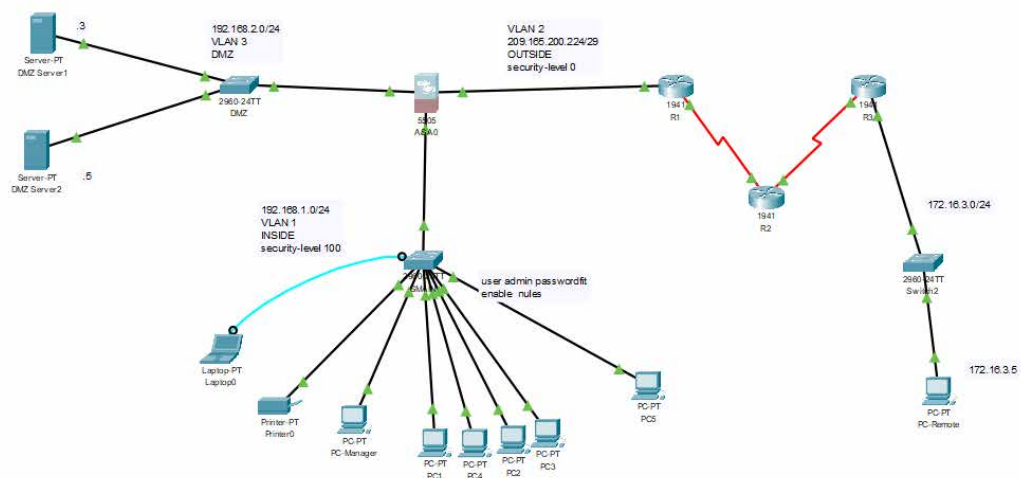 .3
Server-PT
DMZ Server1
192.168.2.0/24
VLAN 3
DMZ
2960-24TT
DMZ
Server-PT
DMZ Server2
.5
5505
ASA0
VLAN 2
209.165.200.224/29
OUTSIDE
security-level 0
1941
R1
1941
R2
1941
R3
172.16.3.0/24
2960-24TT
Switch2
172.16.3.5
PC-PT
PC-Remote
192.168.1.0/24
VLAN 1
INSIDE
security-level 100
user admin passwordfit
enable nules
Laptop-PT
Laptop0
Printer-PT
Printer0
PC-PT
PC-Manager
PC-PT
PC1
PC-PT
PC4
PC-PT
PC2
PC-PT
PC3
PC-PT
PC5